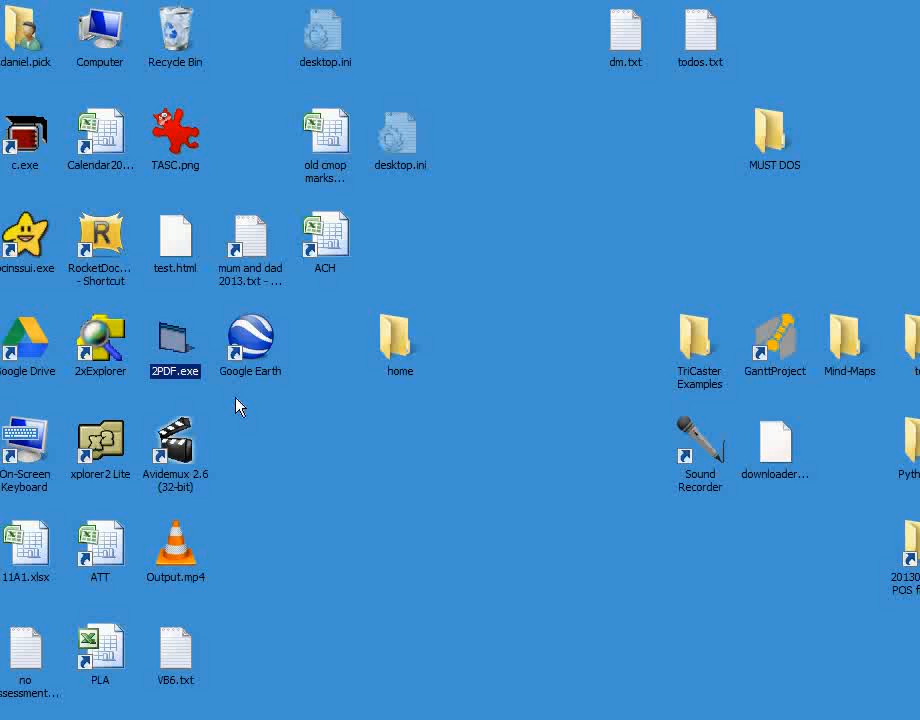 daniel.pick
Computer
Recycle Bin
desktop.ini
dm.txt
todos.txt
c.exe
Calendar20...
TASC.png
old cmop
marks...
desktop.ini
MUST DOS
ocinssui.exe
RocketDoc...
- Shortcut
test.html
mum and dad
2013.txt - ...
ACH
Google Drive
2xExplorer
2PDF.exe
Google Earth
home
TriCaster
Examples
GanttProject
Mind-Maps
On-Screen
Keyboard
xplorer2 Lite
Avidemux 2.6
(32-bit)
Sound
Recorder
downloader...
Pyth
11A1.xlsx
ATT
Output.mp4
20130
POS f
no
ssessment...
PLA
VB6.txt